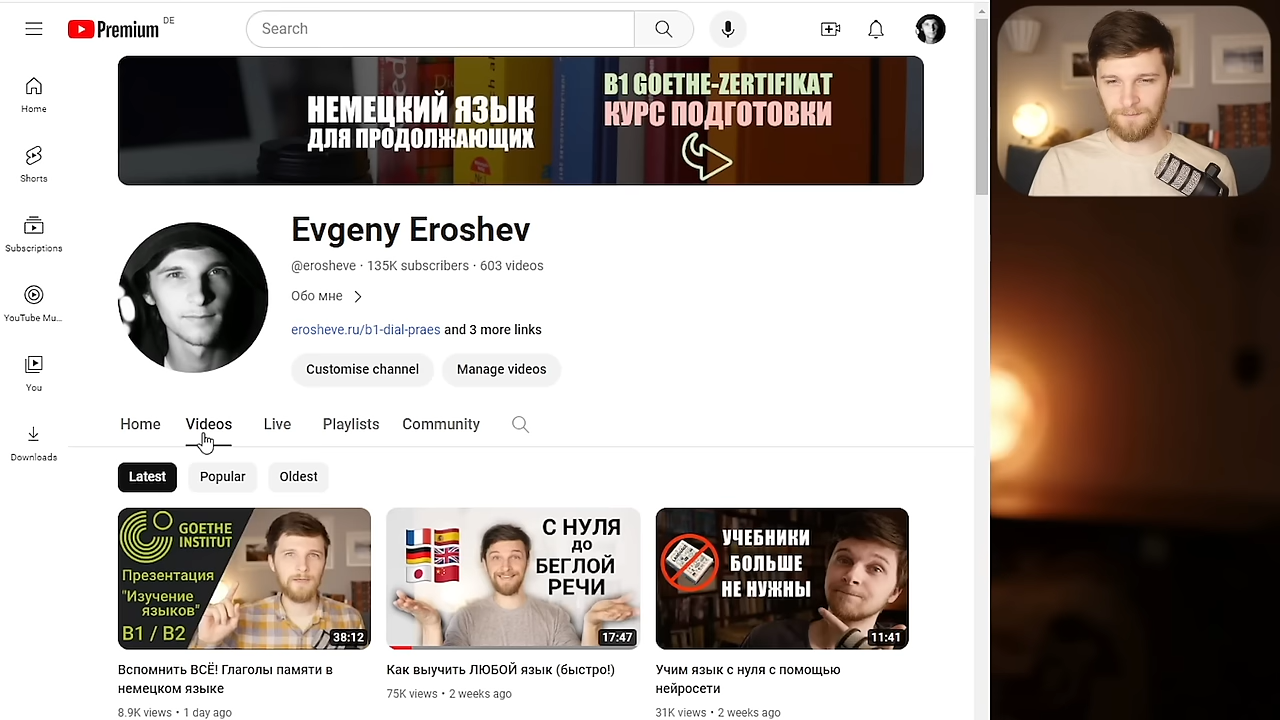 Premium DE
Search
Home
Shorts
Subscriptions
YouTube Mu...
You
Downloads
НЕМЕЦКИЙ ЯЗЫК
ДЛЯ ПРОДОЛЖАЮЩИХ
B1 GOETHE-ZERTIFIKAT
КУРС ПОДГОТОВКИ
Evgeny Eroshev
@erosheve · 135K subscribers · 603 videos
Обо мне
erosheve.ru/b1-dial-praes and 3 more links
Customise channel Manage videos
Home Videos Live Playlists Community
Latest Popular Oldest
GOETHE
INSTITUT
Презентация
"Изучение
языков"
B1 / B2
38:12
С НУЛЯ
до
БЕГЛОЙ
РЕЧИ
17:47
УЧЕБНИКИ
БОЛЬШЕ
НЕ НУЖНЫ
11:41
Вспомнить ВСЁ! Глаголы памяти в
немецком языке
8.9K views • 1 day ago
Как выучить ЛЮБОЙ язык (быстро!)
75K views • 2 weeks ago
Учим язык с нуля с помощью
нейросети
31K views • 2 weeks ago